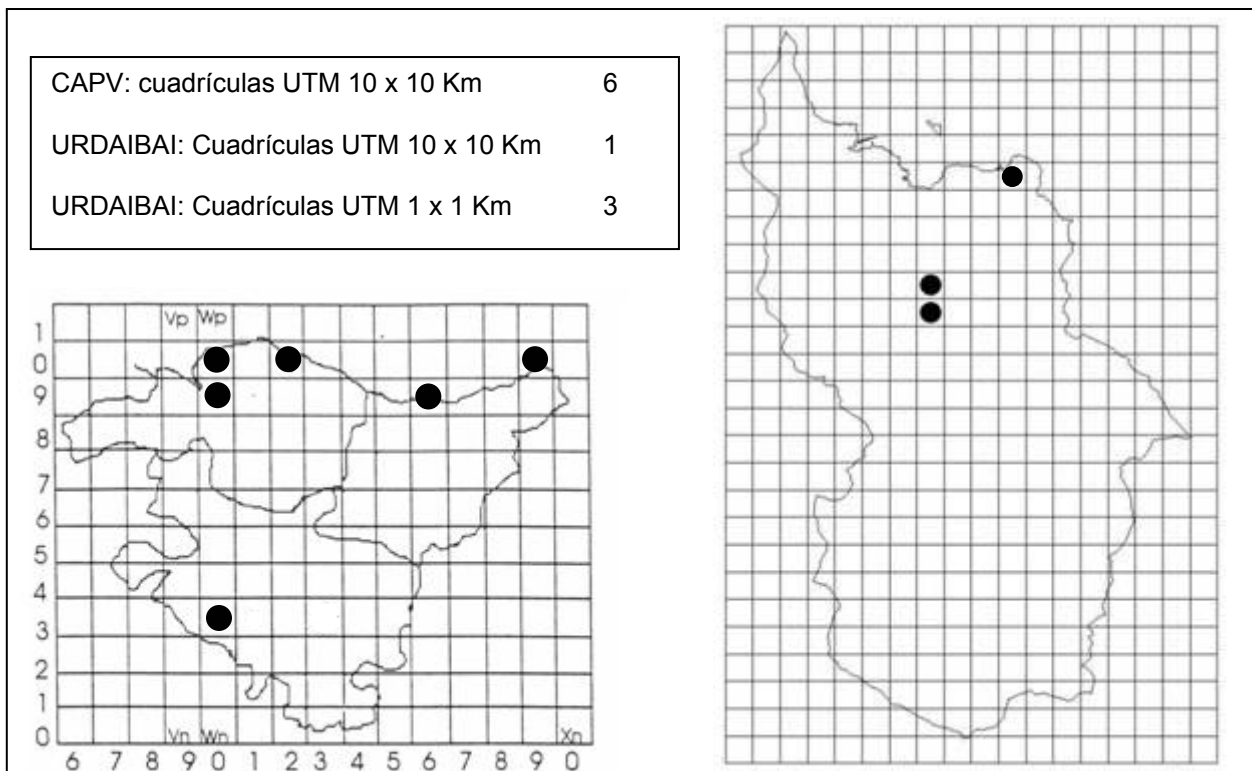 CAPV: cuadrículas UTM 10 x 10 Km 6
URDAIBAI: Cuadrículas UTM 10 x 10 Km 1
URDAIBAI: Cuadrículas UTM 1 x 1 Km 3
Vp Wp
1
0
9
8
7
6
5
4
3
2
1
0
Vn Wn Xn
6 7 8 9 0 1 2 3 4 5 6 7 8 9 0